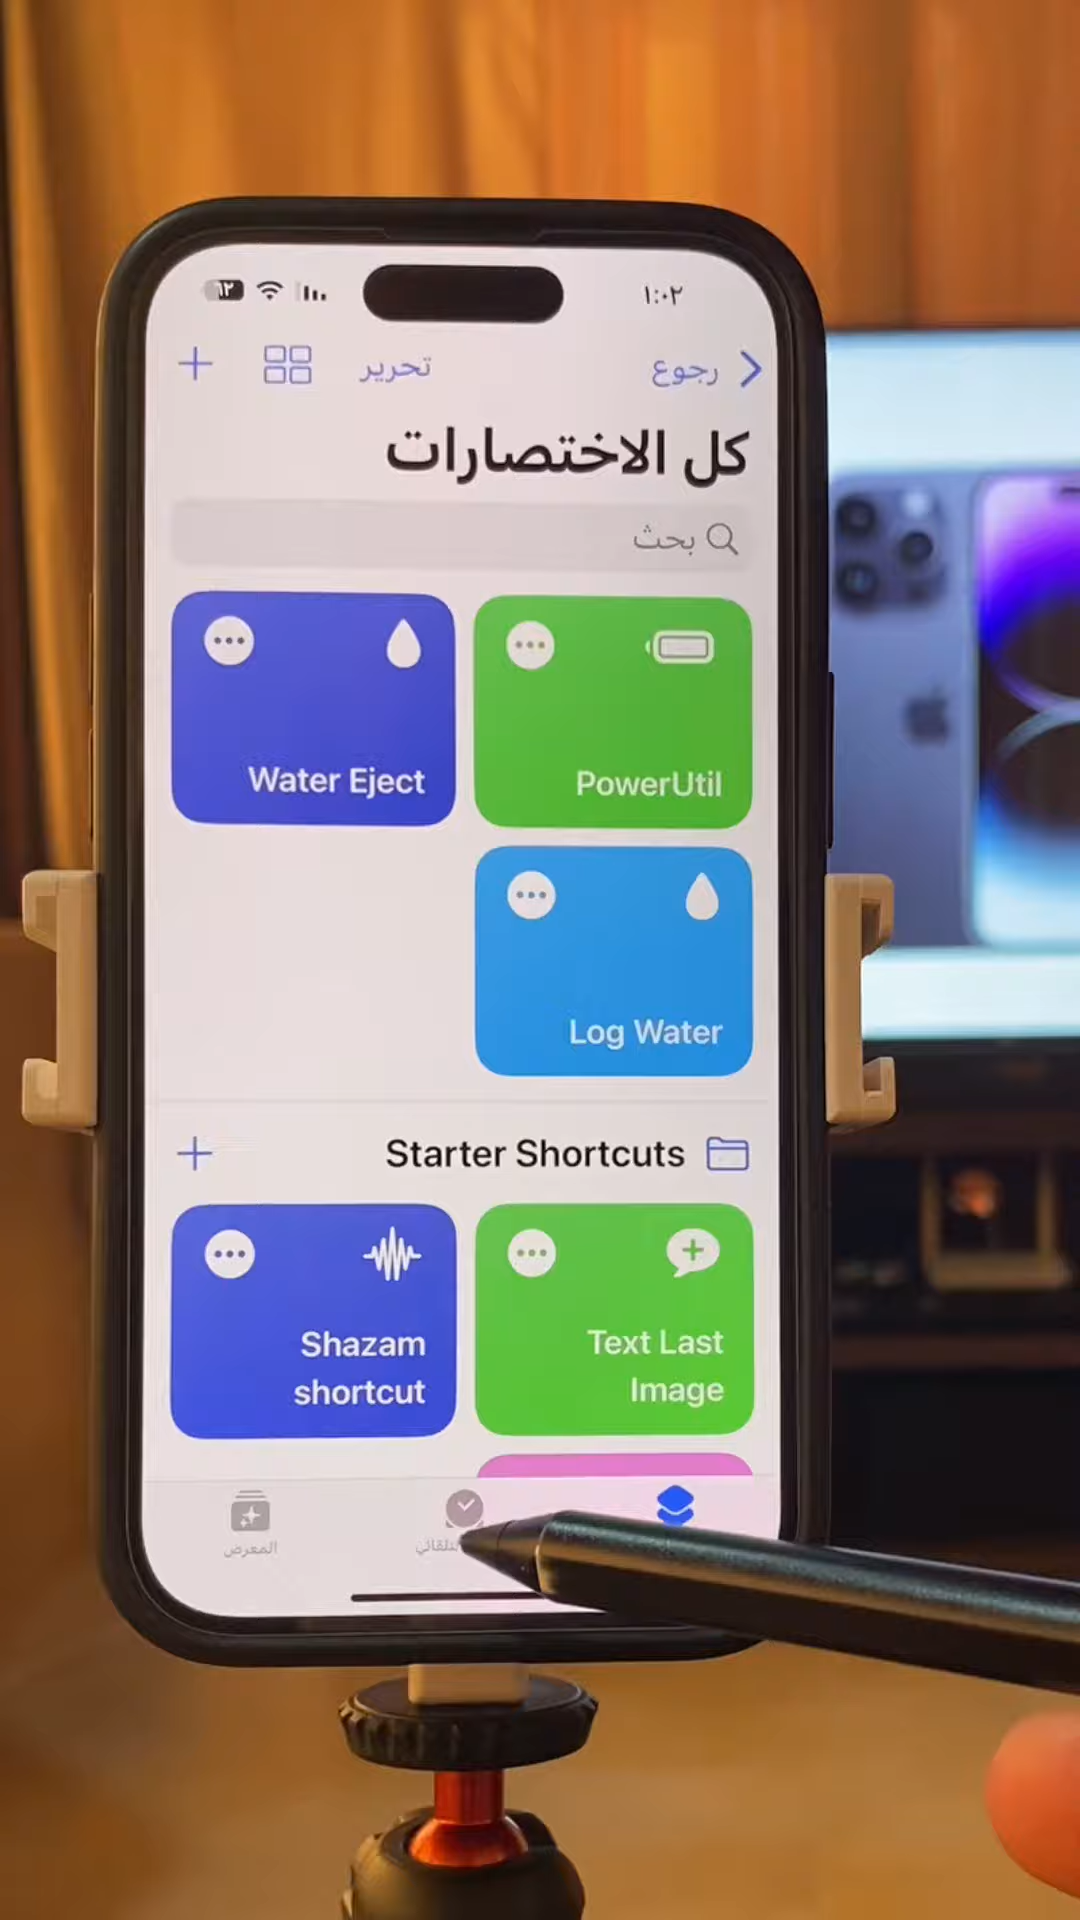 ١:٠٢
٦٢
رجوع
تحرير
كل الاختصارات
بحث
PowerUtil
Water Eject
Log Water
Starter Shortcuts
Text Last
Image
Shazam
shortcut
المعرض